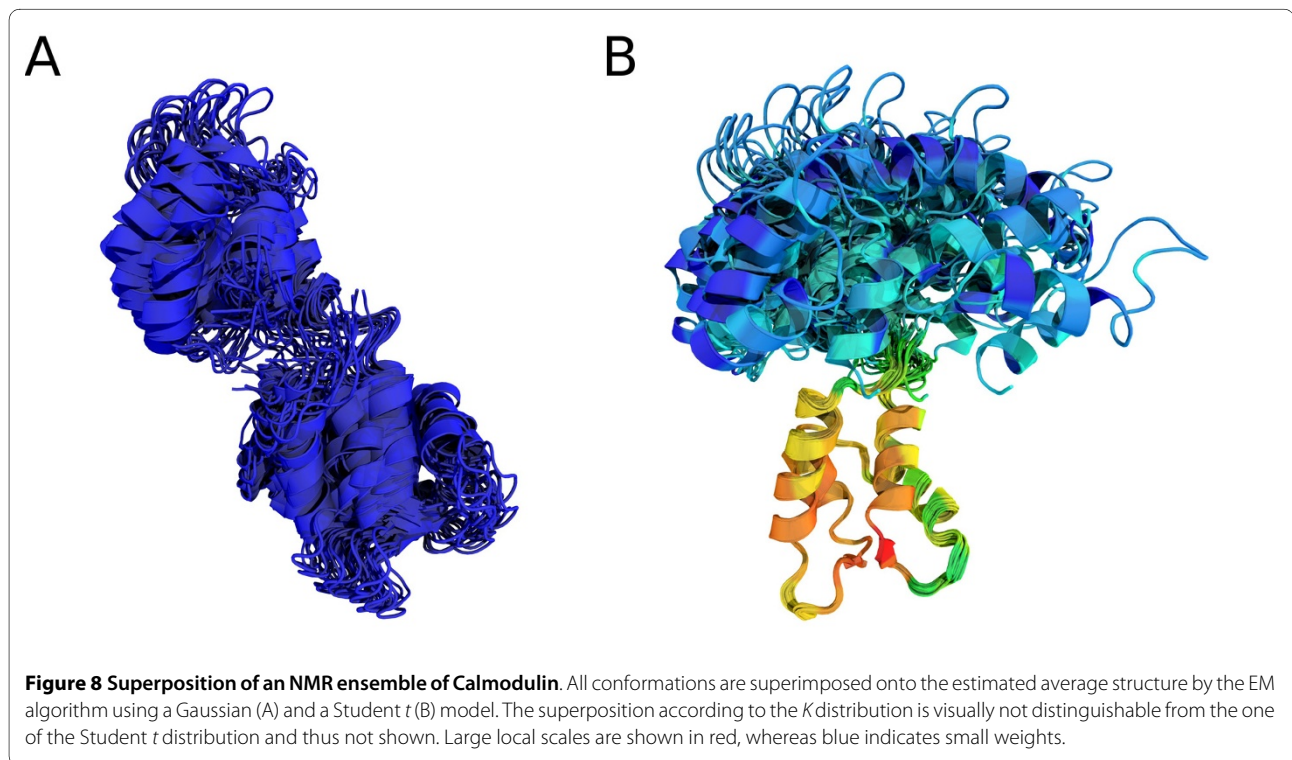 A
B
Figure 8 Superposition of an NMR ensemble of Calmodulin. All conformations are superimposed onto the estimated average structure by the EM
algorithm using a Gaussian (A) and a Student t (B) model. The superposition according to the K distribution is visually not distinguishable from the one
of the Student t distribution and thus not shown. Large local scales are shown in red, whereas blue indicates small weights.